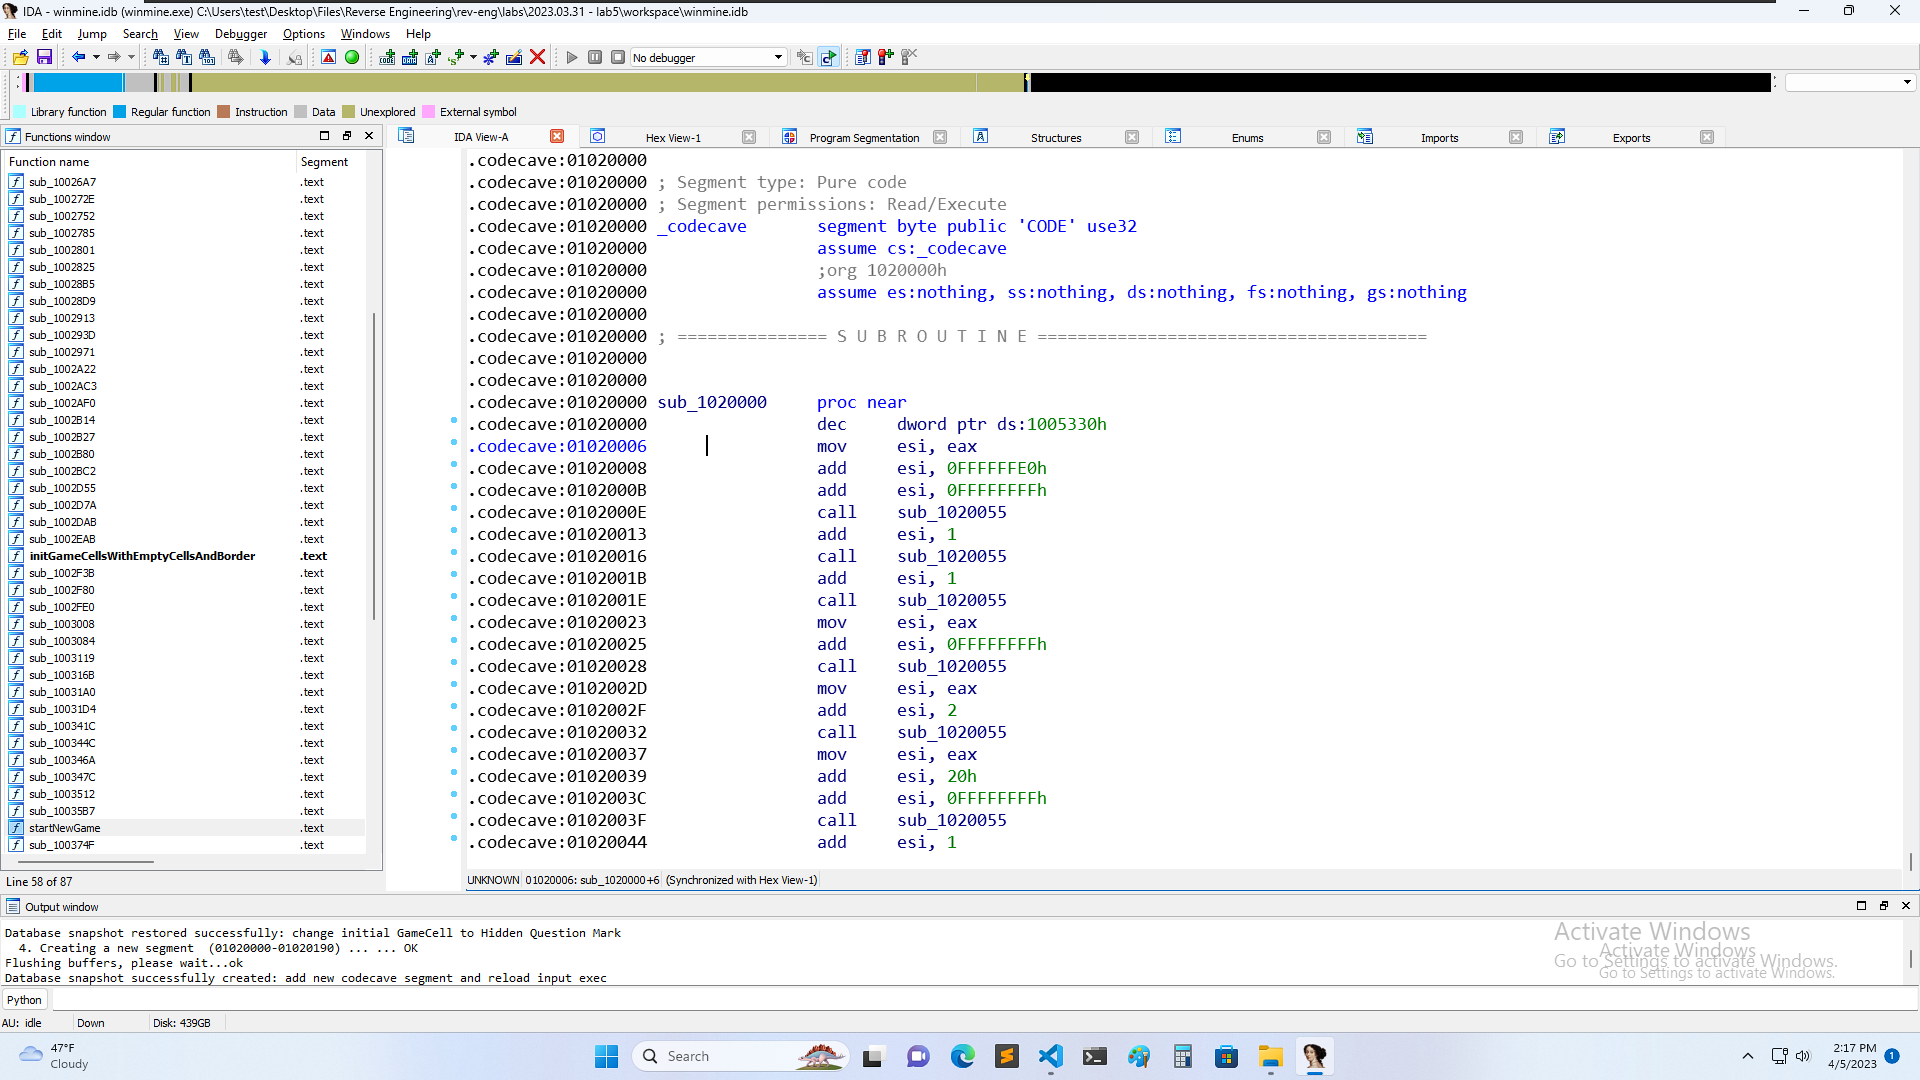 IDA - winmine.idb (winmine.exe) C:\Users\test\Desktop\Files\Reverse Engineering\rev-eng\labs\2023.03.31 - lab5\workspace\winmine.idb
File Edit Jump Search View Debugger Options Windows Help
No debugger
Library function Regular function Instruction Data Unexplored External symbol
Functions window
Function name Segment
sub_10026A7 .text
sub_100272E .text
sub_1002752 .text
sub_1002785 .text
sub_1002801 .text
sub_1002825 .text
sub_10028B5 .text
sub_10028D9 .text
sub_1002913 .text
sub_100293D .text
sub_1002971 .text
sub_1002A22 .text
sub_1002AC3 .text
sub_1002AF0 .text
sub_1002B14 .text
sub_1002B27 .text
sub_1002B80 .text
sub_1002BC2 .text
sub_1002D55 .text
sub_1002D7A .text
sub_1002DAB .text
sub_1002EAB .text
initGameCellsWithEmptyCellsAndBorder .text
sub_1002F3B .text
sub_1002F80 .text
sub_1002FE0 .text
sub_1003008 .text
sub_1003084 .text
sub_1003119 .text
sub_100316B .text
sub_10031A0 .text
sub_10031D4 .text
sub_100341C .text
sub_100344C .text
sub_100346A .text
sub_100347C .text
sub_1003512 .text
sub_10035B7 .text
startNewGame .text
sub_100374F .text
Line 58 of 87
IDA View-A Hex View-1 Program Segmentation Structures Enums Imports Exports
.codecave:01020000
.codecave:01020000 ; Segment type: Pure code
.codecave:01020000 ; Segment permissions: Read/Execute
.codecave:01020000 _codecave segment byte public 'CODE' use32
.codecave:01020000 assume cs:_codecave
.codecave:01020000 ;org 1020000h
.codecave:01020000 assume es:nothing, ss:nothing, ds:nothing, fs:nothing, gs:nothing
.codecave:01020000
.codecave:01020000 ; =============== S U B R O U T I N E =======================================
.codecave:01020000
.codecave:01020000
.codecave:01020000 sub_1020000 proc near
.codecave:01020000 dec dword ptr ds:1005330h
.codecave:01020006 mov esi, eax
.codecave:01020008 add esi, 0FFFFFFE0h
.codecave:0102000B add esi, 0FFFFFFFFh
.codecave:0102000E call sub_1020055
.codecave:01020013 add esi, 1
.codecave:01020016 call sub_1020055
.codecave:0102001B add esi, 1
.codecave:0102001E call sub_1020055
.codecave:01020023 mov esi, eax
.codecave:01020025 add esi, 0FFFFFFFFh
.codecave:01020028 call sub_1020055
.codecave:0102002D mov esi, eax
.codecave:0102002F add esi, 2
.codecave:01020032 call sub_1020055
.codecave:01020037 mov esi, eax
.codecave:01020039 add esi, 20h
.codecave:0102003C add esi, 0FFFFFFFFh
.codecave:0102003F call sub_1020055
.codecave:01020044 add esi, 1
UNKNOWN 01020006: sub_1020000+6 (Synchronized with Hex View-1)
Output window
Database snapshot restored successfully: change initial GameCell to Hidden Question Mark
4. Creating a new segment (01020000-01020190) ... ... OK
Flushing buffers, please wait...ok
Database snapshot successfully created: add new codecave segment and reload input exec
Activate Windows
Go to Settings to activate Windows.
Activate Windows
Go to Settings to activate Windows.
Python
AU: idle Down Disk: 439GB
47°F
Cloudy
Search
2:17 PM
4/5/2023
1